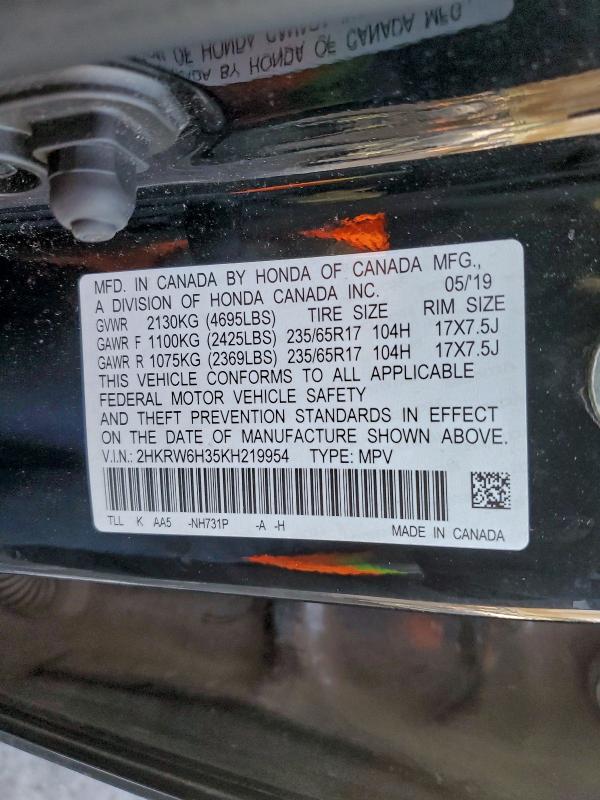 MFD. IN CANADA BY HONDA OF CANADA MFG.,
A DIVISION OF HONDA CANADA INC. 05/'19
GVWR 2130KG (4695LBS) TIRE SIZE RIM SIZE
GAWR F 1100KG (2425LBS) 235/65R17 104H 17X7.5J
GAWR R 1075KG (2369LBS) 235/65R17 104H 17X7.5J
THIS VEHICLE CONFORMS TO ALL APPLICABLE
FEDERAL MOTOR VEHICLE SAFETY
AND THEFT PREVENTION STANDARDS IN EFFECT
ON THE DATE OF MANUFACTURE SHOWN ABOVE.
V.I.N.: 2HKRW6H35KH219954 TYPE: MPV
TLL K AA5 -NH731P -A -H MADE IN CANADA